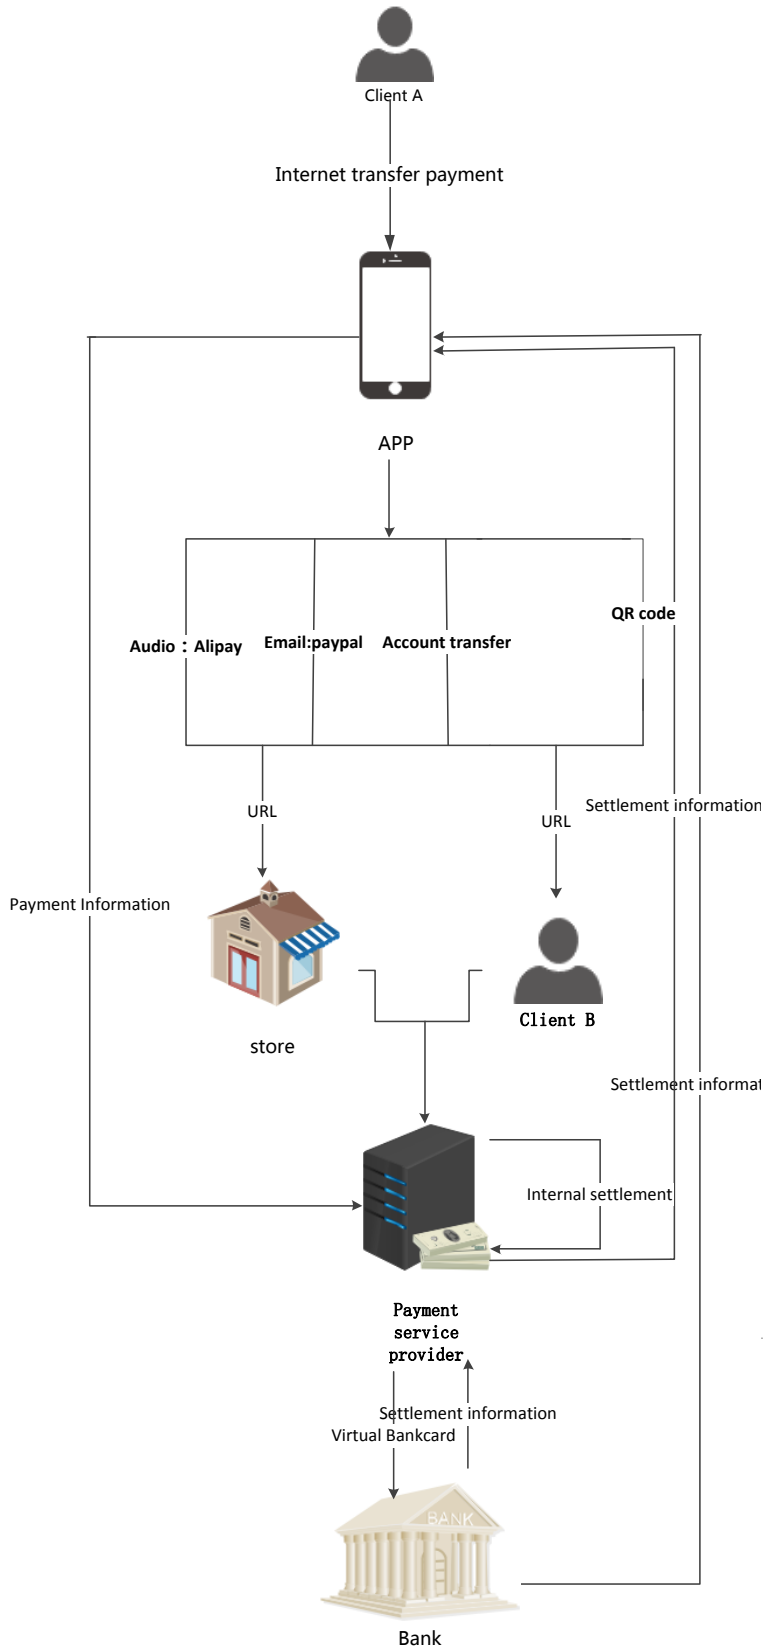 Client A
Internet transfer payment
APP
QR code
Audio：Alipay
Email:paypal
Account transfer
URL
URL
Settlement information
Payment Information
Client B
store
Settlement informat
Internal settlement
Payment
service
provider
Settlement information
Virtual Bankcard
BANK
Bank